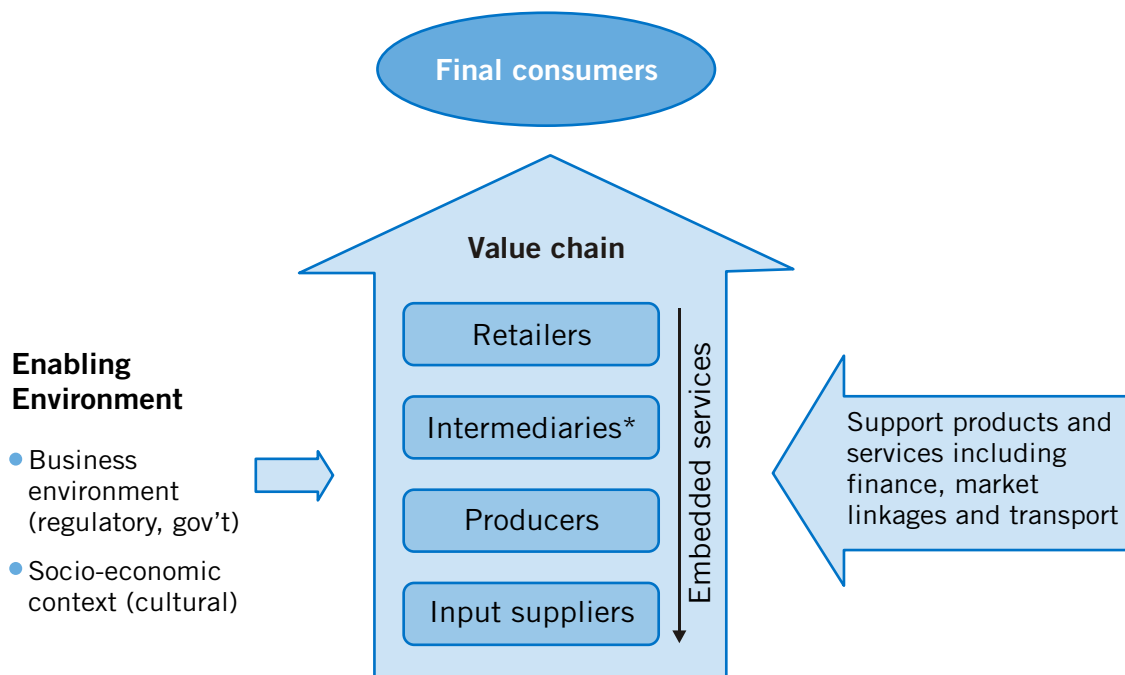 Final consumers
Value chain
Retailers
Intermediaries*
Producers
Input suppliers
Embedded services
Enabling
Environment
Business
environment
(regulatory, gov’t)
Socio-economic
context (cultural)
Support products and
services including
finance, market
linkages and transport